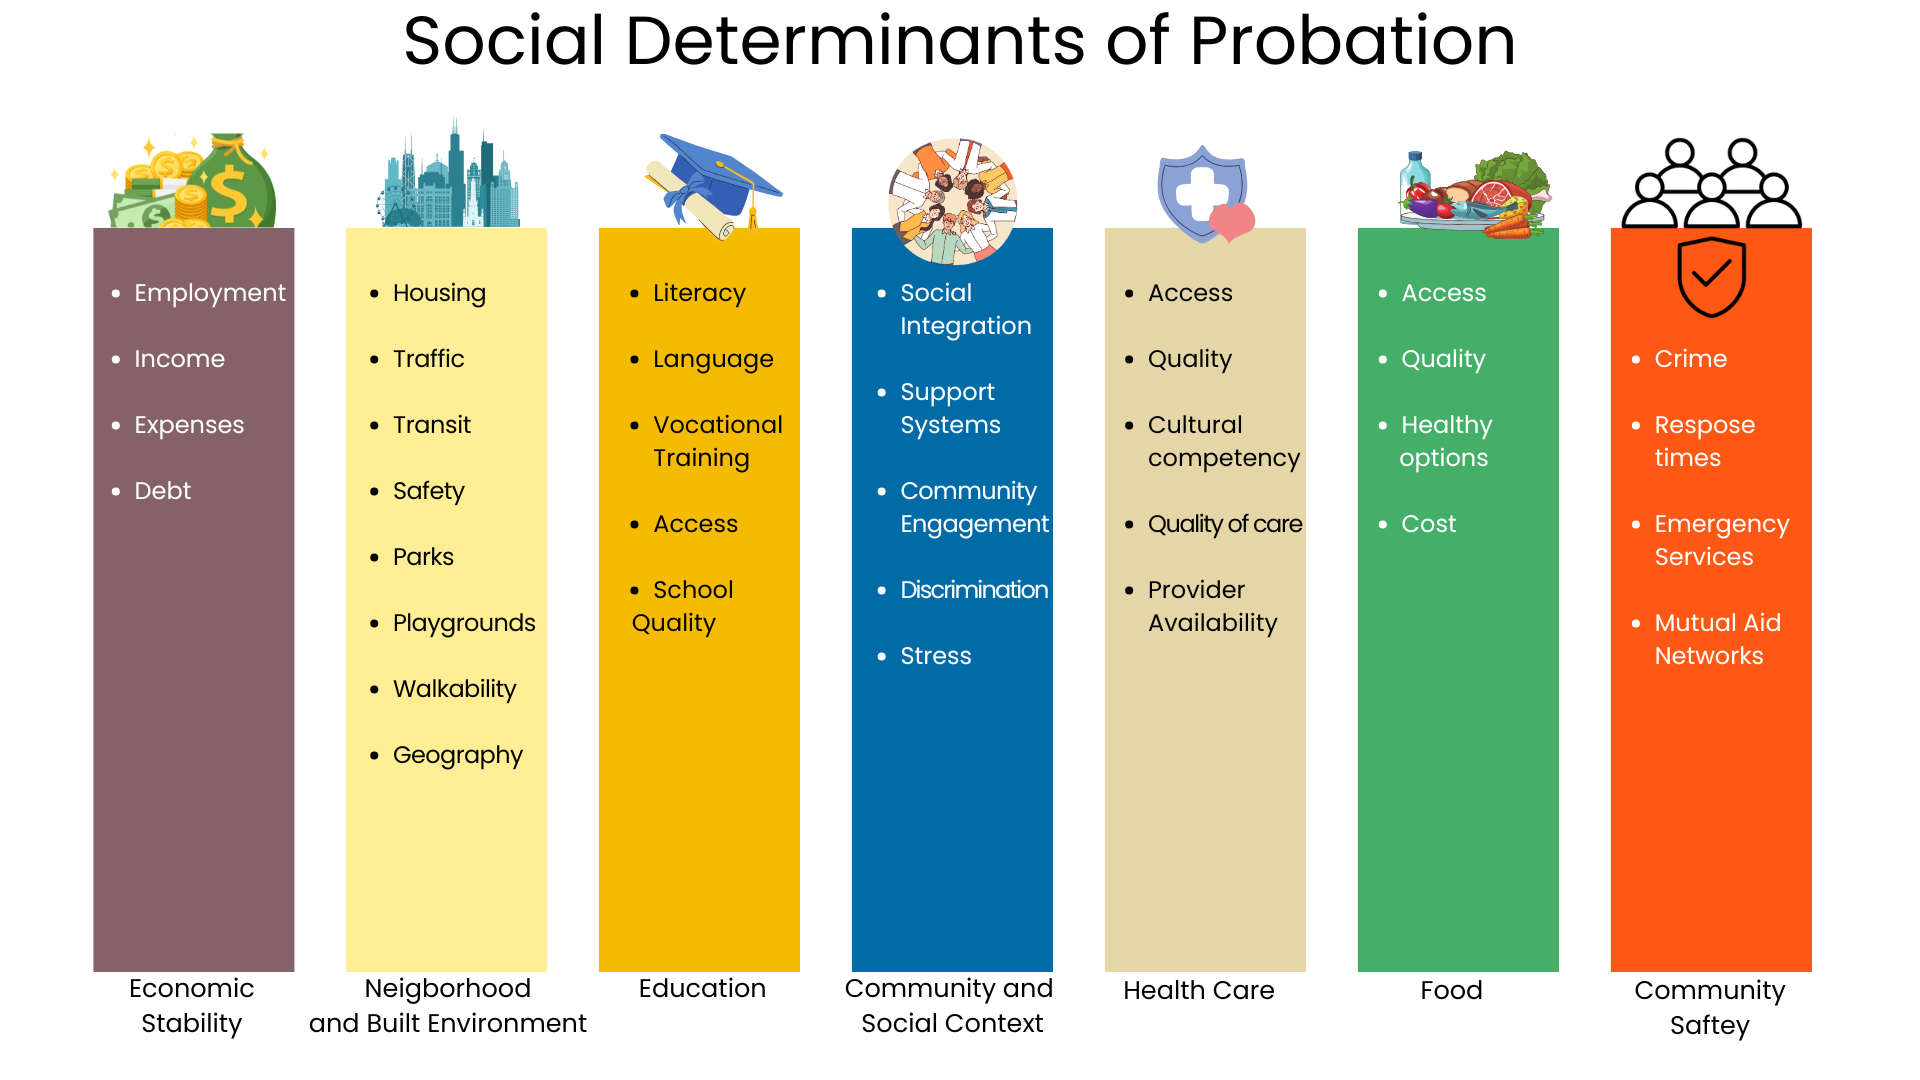 Social Determinants of Probation
• Employment
• Income
• Expenses
• Debt
Economic
Stability
• Housing
• Traffic
• Transit
• Safety
• Parks
• Playgrounds
• Walkability
• Geography
Neigborhood
and Built Environment
• Literacy
• Language
• Vocational
Training
• Access
• School
Quality
Education
• Social
Integration
• Support
Systems
• Community
Engagement
• Discrimination
• Stress
Community and
Social Context
• Access
• Quality
• Cultural
competency
• Quality of care
• Provider
Availability
Health Care
• Access
• Quality
• Healthy
options
• Cost
Food
• Crime
• Respose
times
• Emergency
Services
• Mutual Aid
Networks
Community
Saftey